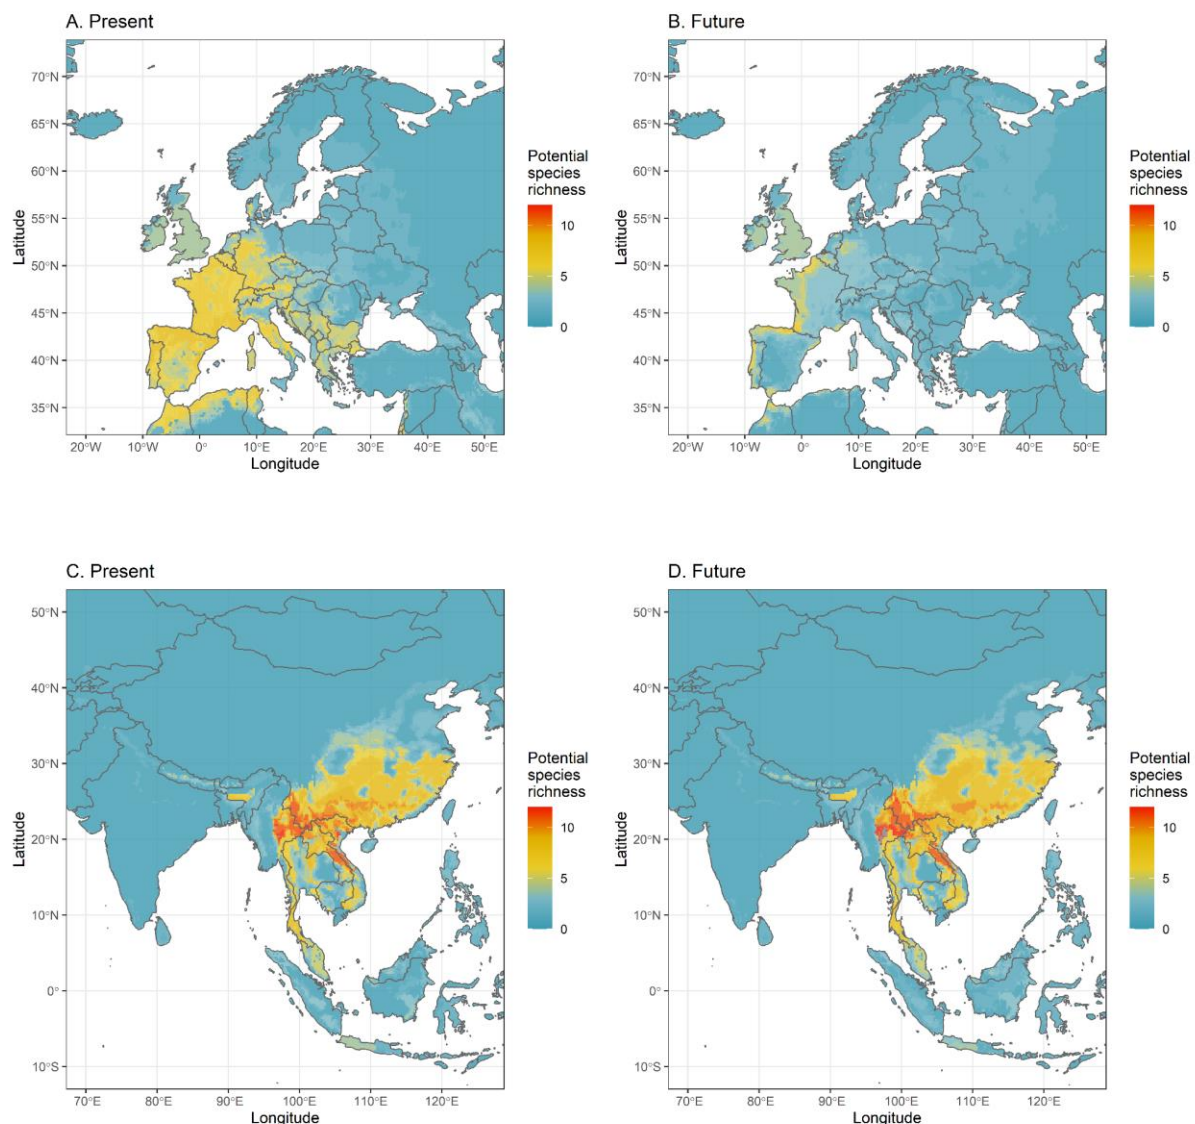 A. Present
70°N
65°N
60°N
55°N
50°N
45°N
40°N
35°N
Latitude
20°W 10°W 0° 10°E 20°E 30°E 40°E 50°E
Longitude
Potential
species
richness
10
5
0
B. Future
70°N
65°N
60°N
55°N
50°N
45°N
40°N
35°N
Latitude
20°W 10°W 0° 10°E 20°E 30°E 40°E 50°E
Longitude
Potential
species
richness
10
5
0
C. Present
50°N
40°N
30°N
20°N
10°N
0°
10°S
Latitude
70°E 80°E 90°E 100°E 110°E 120°E
Longitude
Potential
species
richness
10
5
0
D. Future
50°N
40°N
30°N
20°N
10°N
0°
10°S
Latitude
70°E 80°E 90°E 100°E 110°E 120°E
Longitude
Potential
species
richness
10
5
0